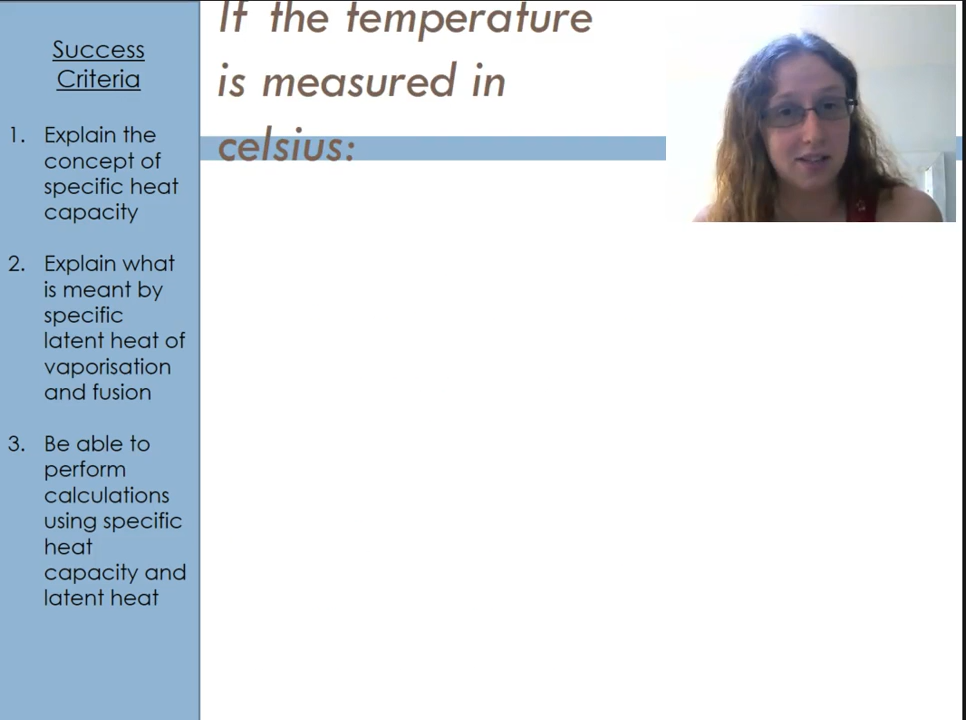 Success
Criteria
1. Explain the
concept of
specific heat
capacity
2. Explain what
is meant by
specific
latent heat of
vaporisation
and fusion
3. Be able to
perform
calculations
using specific
heat
capacity and
latent heat
If the temperature
is measured in
celsius: